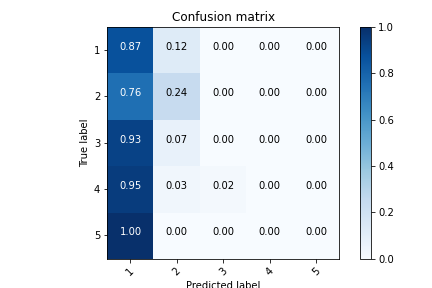 Confusion matrix
1 0.87 0.12 0.00 0.00 0.00
2 0.76 0.24 0.00 0.00 0.00
3 0.93 0.07 0.00 0.00 0.00
4 0.95 0.03 0.02 0.00 0.00
5 1.00 0.00 0.00 0.00 0.00
True label
1 2 3 4 5
Predicted label
1.0
0.8
0.6
0.4
0.2
0.0